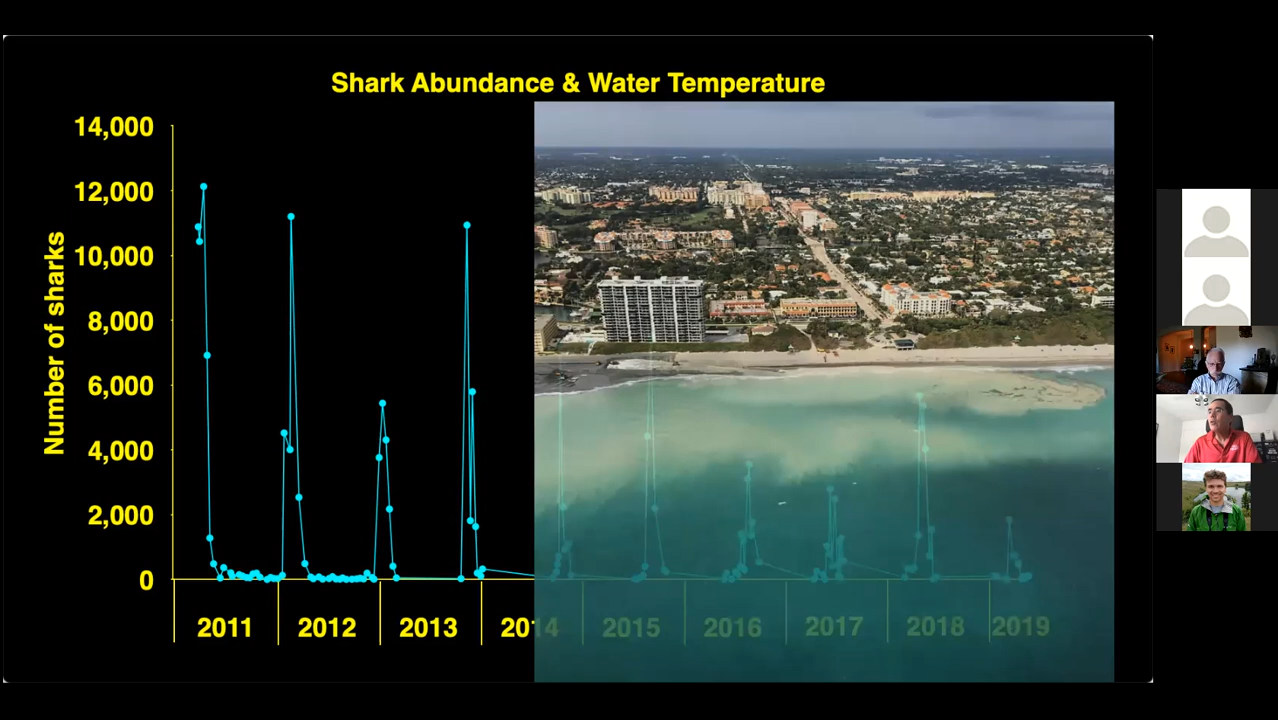 Shark Abundance & Water Temperature
14,000
12,000
10,000
8,000
6,000
4,000
2,000
0
Number of sharks
2011 2012 2013 2014 2015 2016 2017 2018 2019